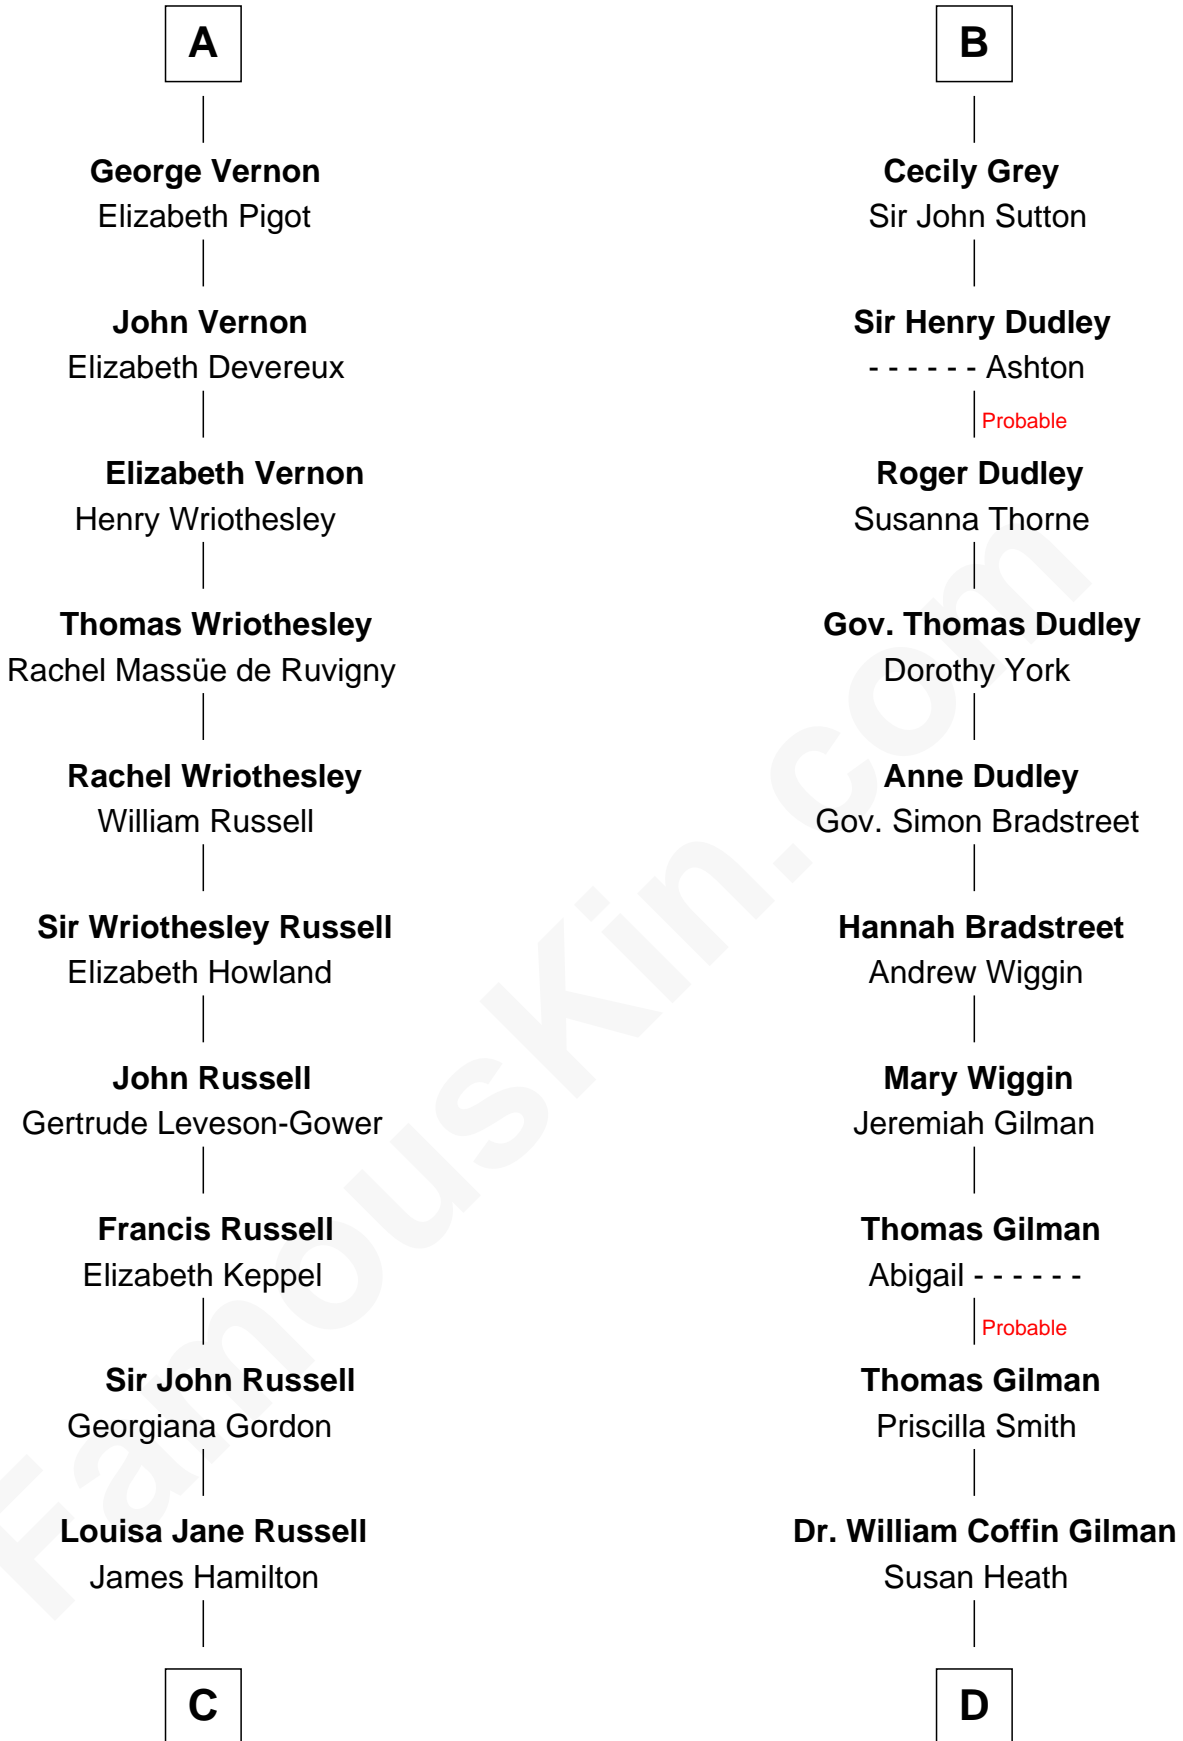 A
George Vernon
Elizabeth Pigot
John Vernon
Elizabeth Devereux
Elizabeth Vernon
Henry Wriothesley
Thomas Wriothesley
Rachel Massüe de Ruvigny
Rachel Wriothesley
William Russell
Sir Wriothesley Russell
Elizabeth Howland
John Russell
Gertrude Leveson-Gower
Francis Russell
Elizabeth Keppel
Sir John Russell
Georgiana Gordon
Louisa Jane Russell
James Hamilton
C
B
Cecily Grey
Sir John Sutton
Sir Henry Dudley
- - - - - - Ashton
Probable
Roger Dudley
Susanna Thorne
Gov. Thomas Dudley
Dorothy York
Anne Dudley
Gov. Simon Bradstreet
Hannah Bradstreet
Andrew Wiggin
Mary Wiggin
Jeremiah Gilman
Thomas Gilman
Abigail - - - - - -
Probable
Thomas Gilman
Priscilla Smith
Dr. William Coffin Gilman
Susan Heath
D
FamousKin.com